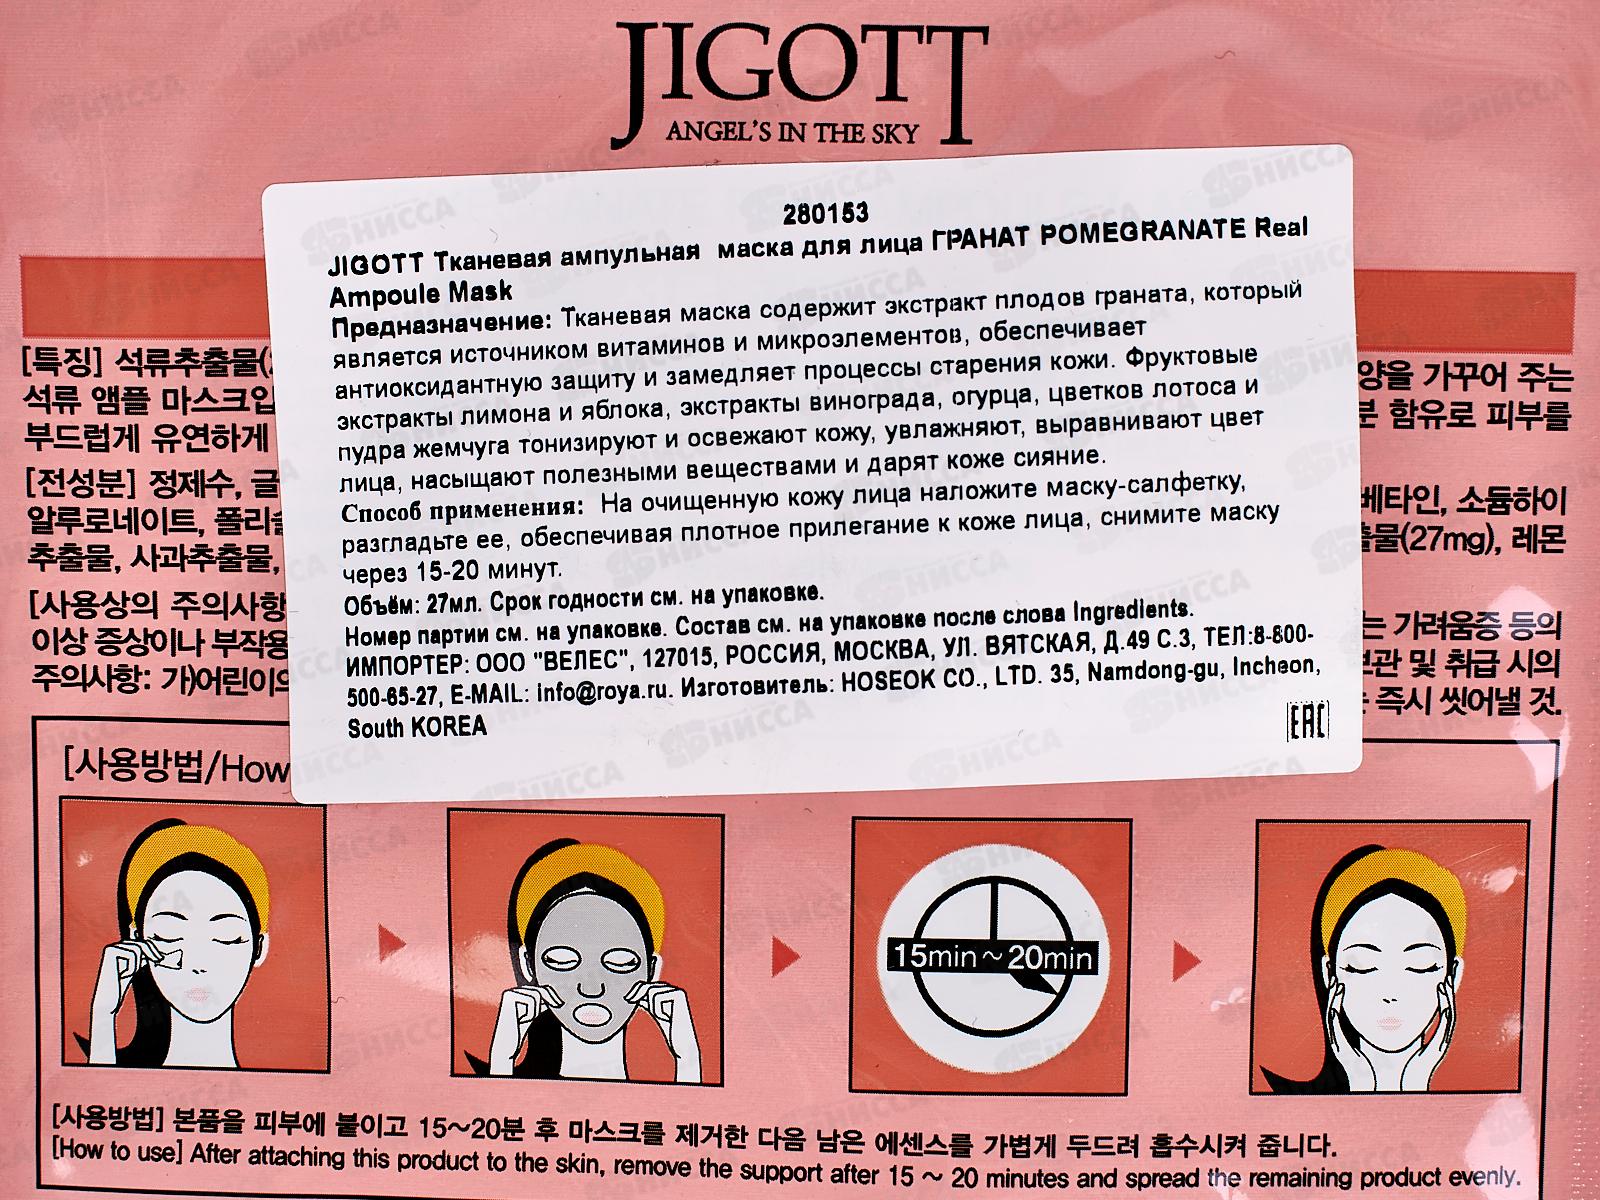 JIGOTT
ANGEL'S IN THE SKY
280153
JIGOTT Тканевая ампульная маска для лица ГРАНАТ POMEGRANATE Real
Ampoule Mask
Предназначение: Тканевая маска содержит экстракт плодов граната, который
является источником витаминов и микроэлементов, обеспечивает
антиоксидантную защиту и замедляет процессы старения кожи. Фруктовые
экстракты лимона и яблока, экстракты винограда, огурца, цветков лотоса и
пудра жемчуга тонизируют и освежают кожу, увлажняют, выравнивают цвет
лица, насыщают полезными веществами и дарят коже сияние.
Способ применения: На очищенную кожу лица наложите маску-салфетку,
разгладьте ее, обеспечивая плотное прилегание к коже лица, снимите маску
через 15-20 минут.
Объём: 27мл. Срок годности см. на упаковке.
Номер партии см. на упаковке. Состав см. на упаковке после слова Ingredients.
ИМПОРТЕР: ООО "ВЕЛЕС", 127015, РОССИЯ, МОСКВА, УЛ. ВЯТСКАЯ, Д.49 С.3, ТЕЛ:8-800-
500-65-27, E-MAIL: info@roya.ru. Изготовитель: HOSEOK CO., LTD. 35, Namdong-gu, Incheon,
South KOREA
EAC
[특징] 석류추출물(
양을 가꾸어 주는
석류 앰플 마스크입
함유로 피부를
부드럽게 유연하게
[전성분] 정제수,
베타인, 소듐하이
알루로네이트,
(27mg), 레몬
추출물, 사과추출물,
[사용상의 주의사항
가려움증 등의
이상 증상이나 부작용
보관 및 취급 시의
주의사항: 가)어린이의
즉시 씻어낼 것.
[사용방법/How
15min~20min
[사용방법] 본품을 피부에 붙이고 15~20분 후 마스크를 제거한 다음 남은 에센스를 가볍게 두드려 흡수시켜 줍니다.
[How to use] After attaching this product to the skin, remove the support after 15 ~ 20 minutes and spread the remaining product evenly.